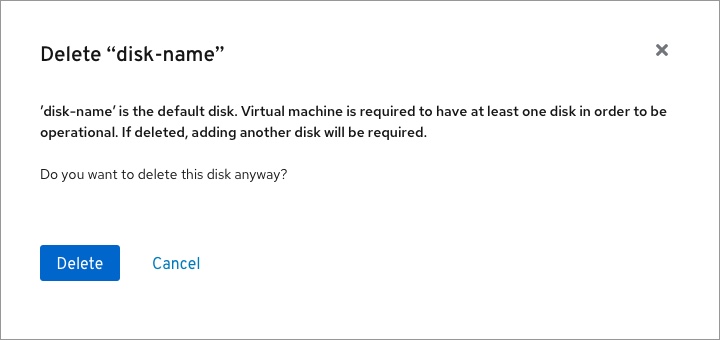 Delete “disk-name”
‘disk-name’ is the default disk. Virtual machine is required to have at least one disk in order to be
operational. If deleted, adding another disk will be required.
Do you want to delete this disk anyway?
Delete
Cancel